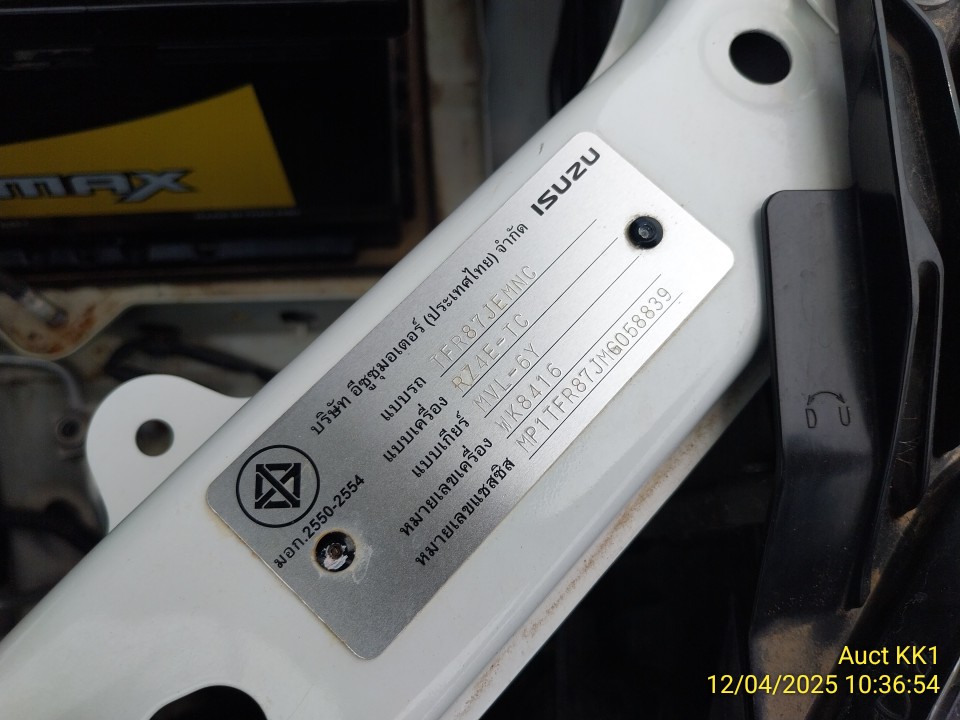 MAX
ISUZU
บริษัท อีซูซุมอเตอร์ (ประเทศไทย) จำกัด
แบบรถ TFR87JEMNC
แบบเครื่อง RZ4E-TC
แบบเกียร์ MVL-6Y
หมายเลขเครื่อง WK8416
หมายเลขแชสซิส MP1TFR87JMG058839
มอก.2550-2554
D U
Auct KK1
12/04/2025 10:36:54